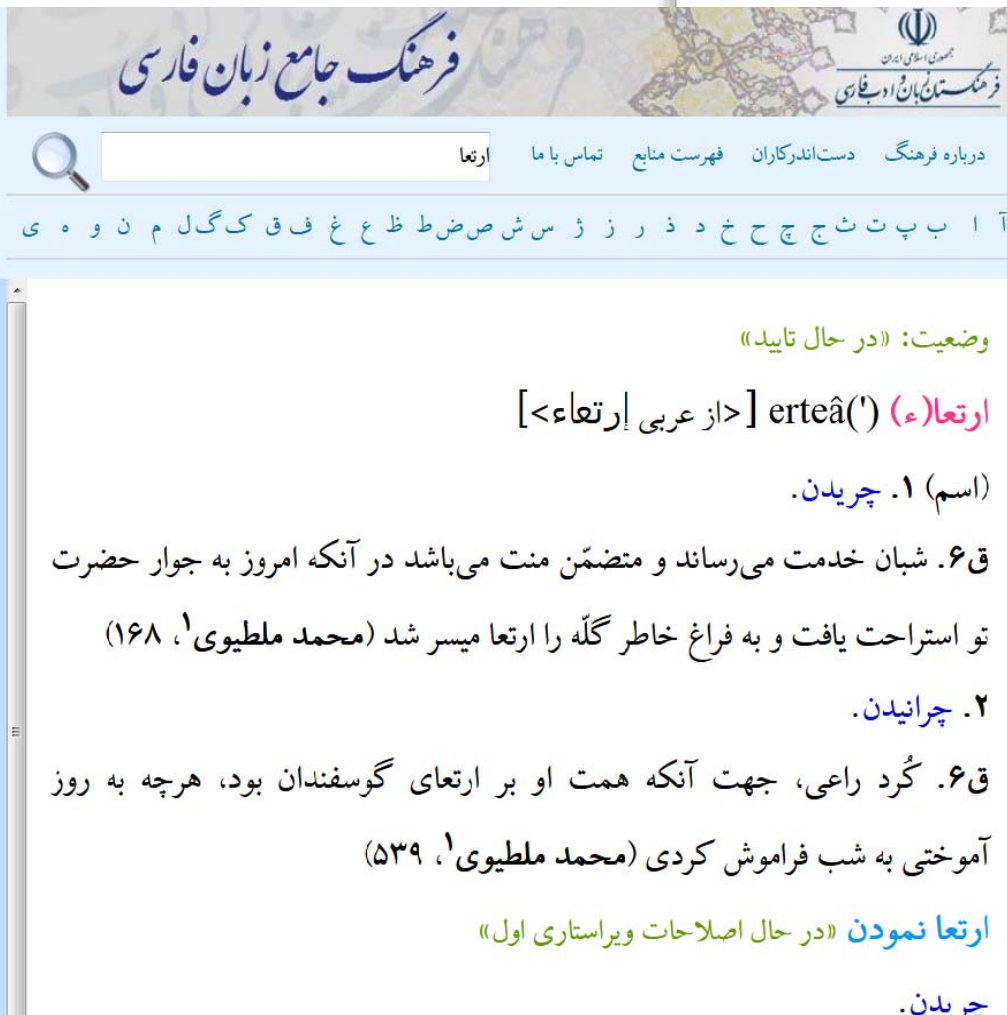 جمهوری اسلامی ایران
فرهنگستان زبان و ادب فارسی
فرهنگ جامع زبان فارسی
درباره فرهنگ دست‌اندرکاران فهرست منابع تماس با ما ارتعا
آ ا ب پ ت ث ج چ ح خ د ذ ر ز ژ س ش ص ض ط ظ ع غ ف ق ک گ ل م ن و ه ی
وضعیت: «در حال تایید»
ارتعا(ء) erteâ(') [<از عربی إرتعاء>]
(اسم) ۱. چریدن.
ق۶. شبان خدمت می‌رساند و متضمّن منت می‌باشد در آنکه امروز به جوار حضرت
تو استراحت یافت و به فراغ خاطر گلّه را ارتعا میسر شد (محمد ملطیوی۱، ۱۶۸)
۲. چرانیدن.
ق۶. کُرد راعی، جهت آنکه همت او بر ارتعای گوسفندان بود، هرچه به روز
آموختی به شب فراموش کردی (محمد ملطیوی۱، ۵۳۹)
ارتعا نمودن «در حال اصلاحات ویراستاری اول»
چریدن.